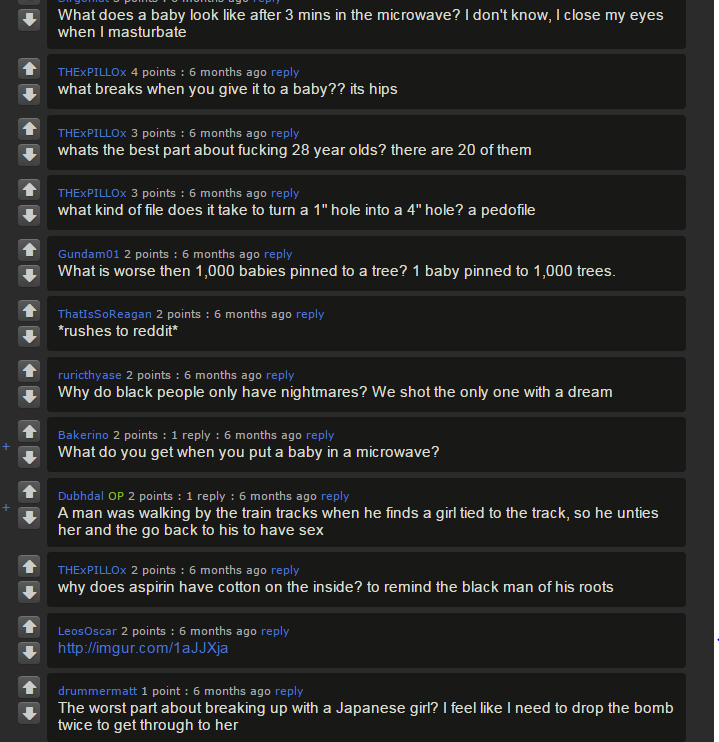 What does a baby look like after 3 mins in the microwave? I don't know, I close my eyes
when I masturbate
THExPILLOx 4 points : 6 months ago reply
what breaks when you give it to a baby?? its hips
THExPILLOx 3 points : 6 months ago reply
whats the best part about fucking 28 year olds? there are 20 of them
THExPILLOx 3 points : 6 months ago reply
what kind of file does it take to turn a 1" hole into a 4" hole? a pedofile
Gundam01 2 points : 6 months ago reply
What is worse then 1,000 babies pinned to a tree? 1 baby pinned to 1,000 trees.
ThatIsSoReagan 2 points : 6 months ago reply
*rushes to reddit*
ruricthyase 2 points : 6 months ago reply
Why do black people only have nightmares? We shot the only one with a dream
Bakerino 2 points : 1 reply : 6 months ago reply
What do you get when you put a baby in a microwave?
Dubhdal OP 2 points : 1 reply : 6 months ago reply
A man was walking by the train tracks when he finds a girl tied to the track, so he unties
her and the go back to his to have sex
THExPILLOx 2 points : 6 months ago reply
why does aspirin have cotton on the inside? to remind the black man of his roots
LeosOscar 2 points : 6 months ago reply
http://imgur.com/1aJJXja
drummermatt 1 point : 6 months ago reply
The worst part about breaking up with a Japanese girl? I feel like I need to drop the bomb
twice to get through to her